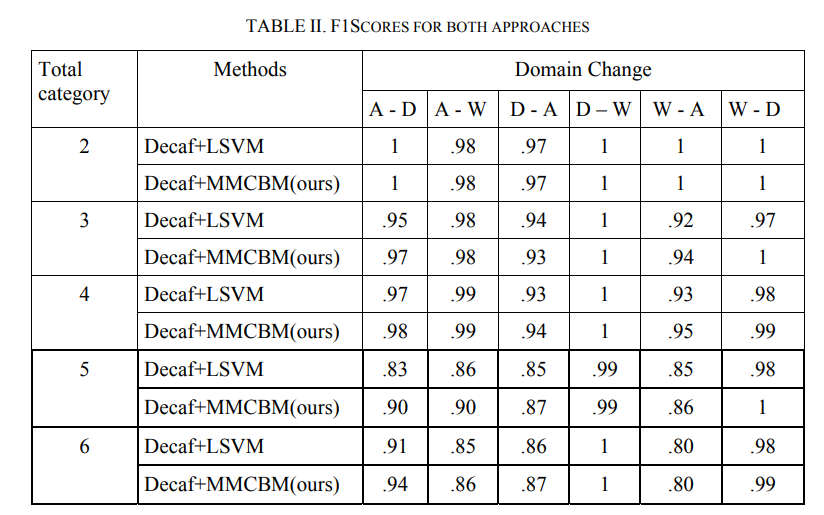 TABLE II. F1SCORES FOR BOTH APPROACHES
Total category Methods Domain Change
A - D A - W D - A D – W W - A W - D
2 Decaf+LSVM 1 .98 .97 1 1 1
Decaf+MMCBM(ours) 1 .98 .97 1 1 1
3 Decaf+LSVM .95 .98 .94 1 .92 .97
Decaf+MMCBM(ours) .97 .98 .93 1 .94 1
4 Decaf+LSVM .97 .99 .93 1 .93 .98
Decaf+MMCBM(ours) .98 .99 .94 1 .95 .99
5 Decaf+LSVM .83 .86 .85 .99 .85 .98
Decaf+MMCBM(ours) .90 .90 .87 .99 .86 1
6 Decaf+LSVM .91 .85 .86 1 .80 .98
Decaf+MMCBM(ours) .94 .86 .87 1 .80 .99